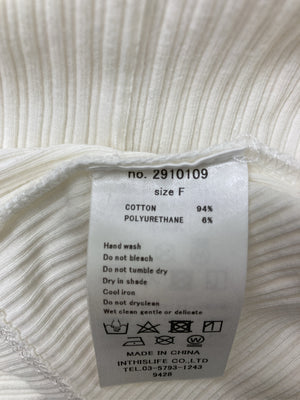 no. 2910109
size F
COTTON 94%
POLYURETHANE 6%
Hand wash
Do not bleach
Do not tumble dry
Dry in shade
Cool iron
Do not dryclean
Wet clean gentle or delicate
MADE IN CHINA
INTHISLIFE CO.,LTD
TEL.03-5793-1243
9428